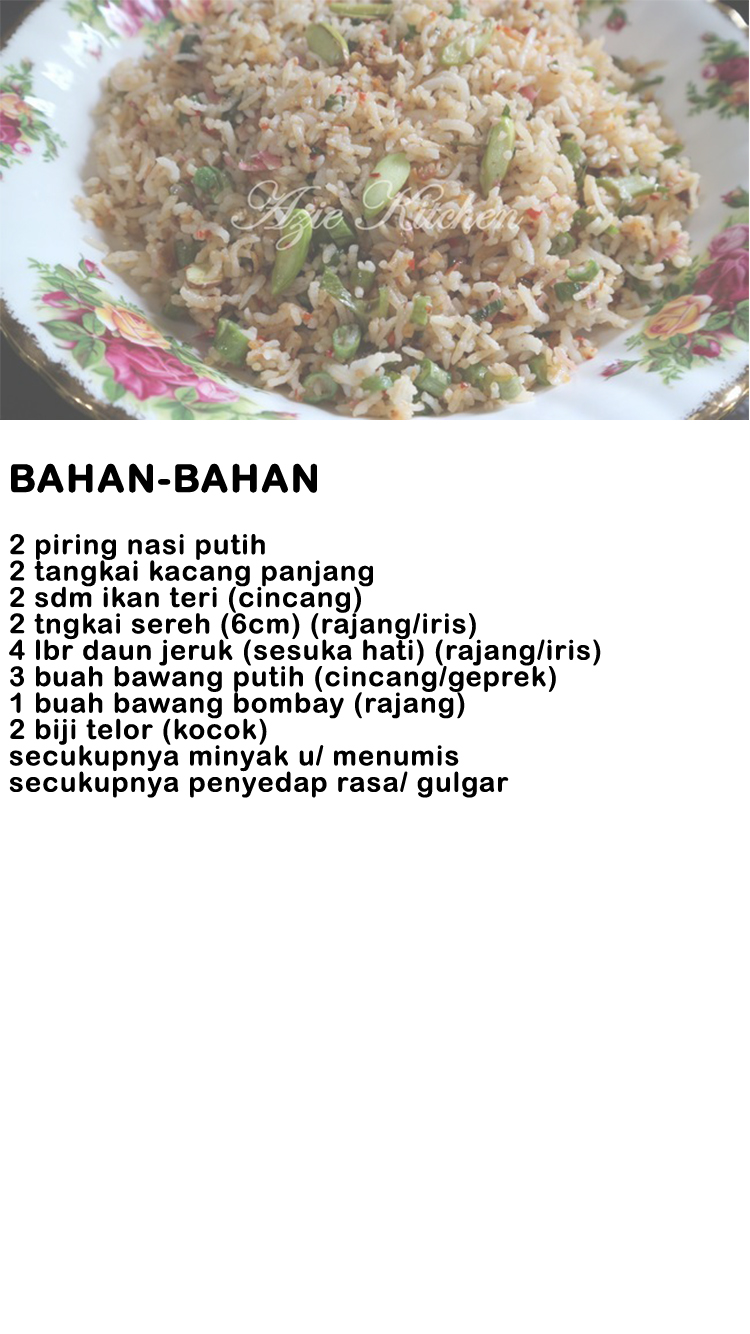 Azie Kitchen
BAHAN-BAHAN
2 piring nasi putih
2 tangkai kacang panjang
2 sdm ikan teri (cincang)
2 tngkai sereh (6cm) (rajang/iris)
4 lbr daun jeruk (sesuka hati) (rajang/iris)
3 buah bawang putih (cincang/geprek)
1 buah bawang bombay (rajang)
2 biji telor (kocok)
secukupnya minyak u/ menumis
secukupnya penyedap rasa/ gulgar